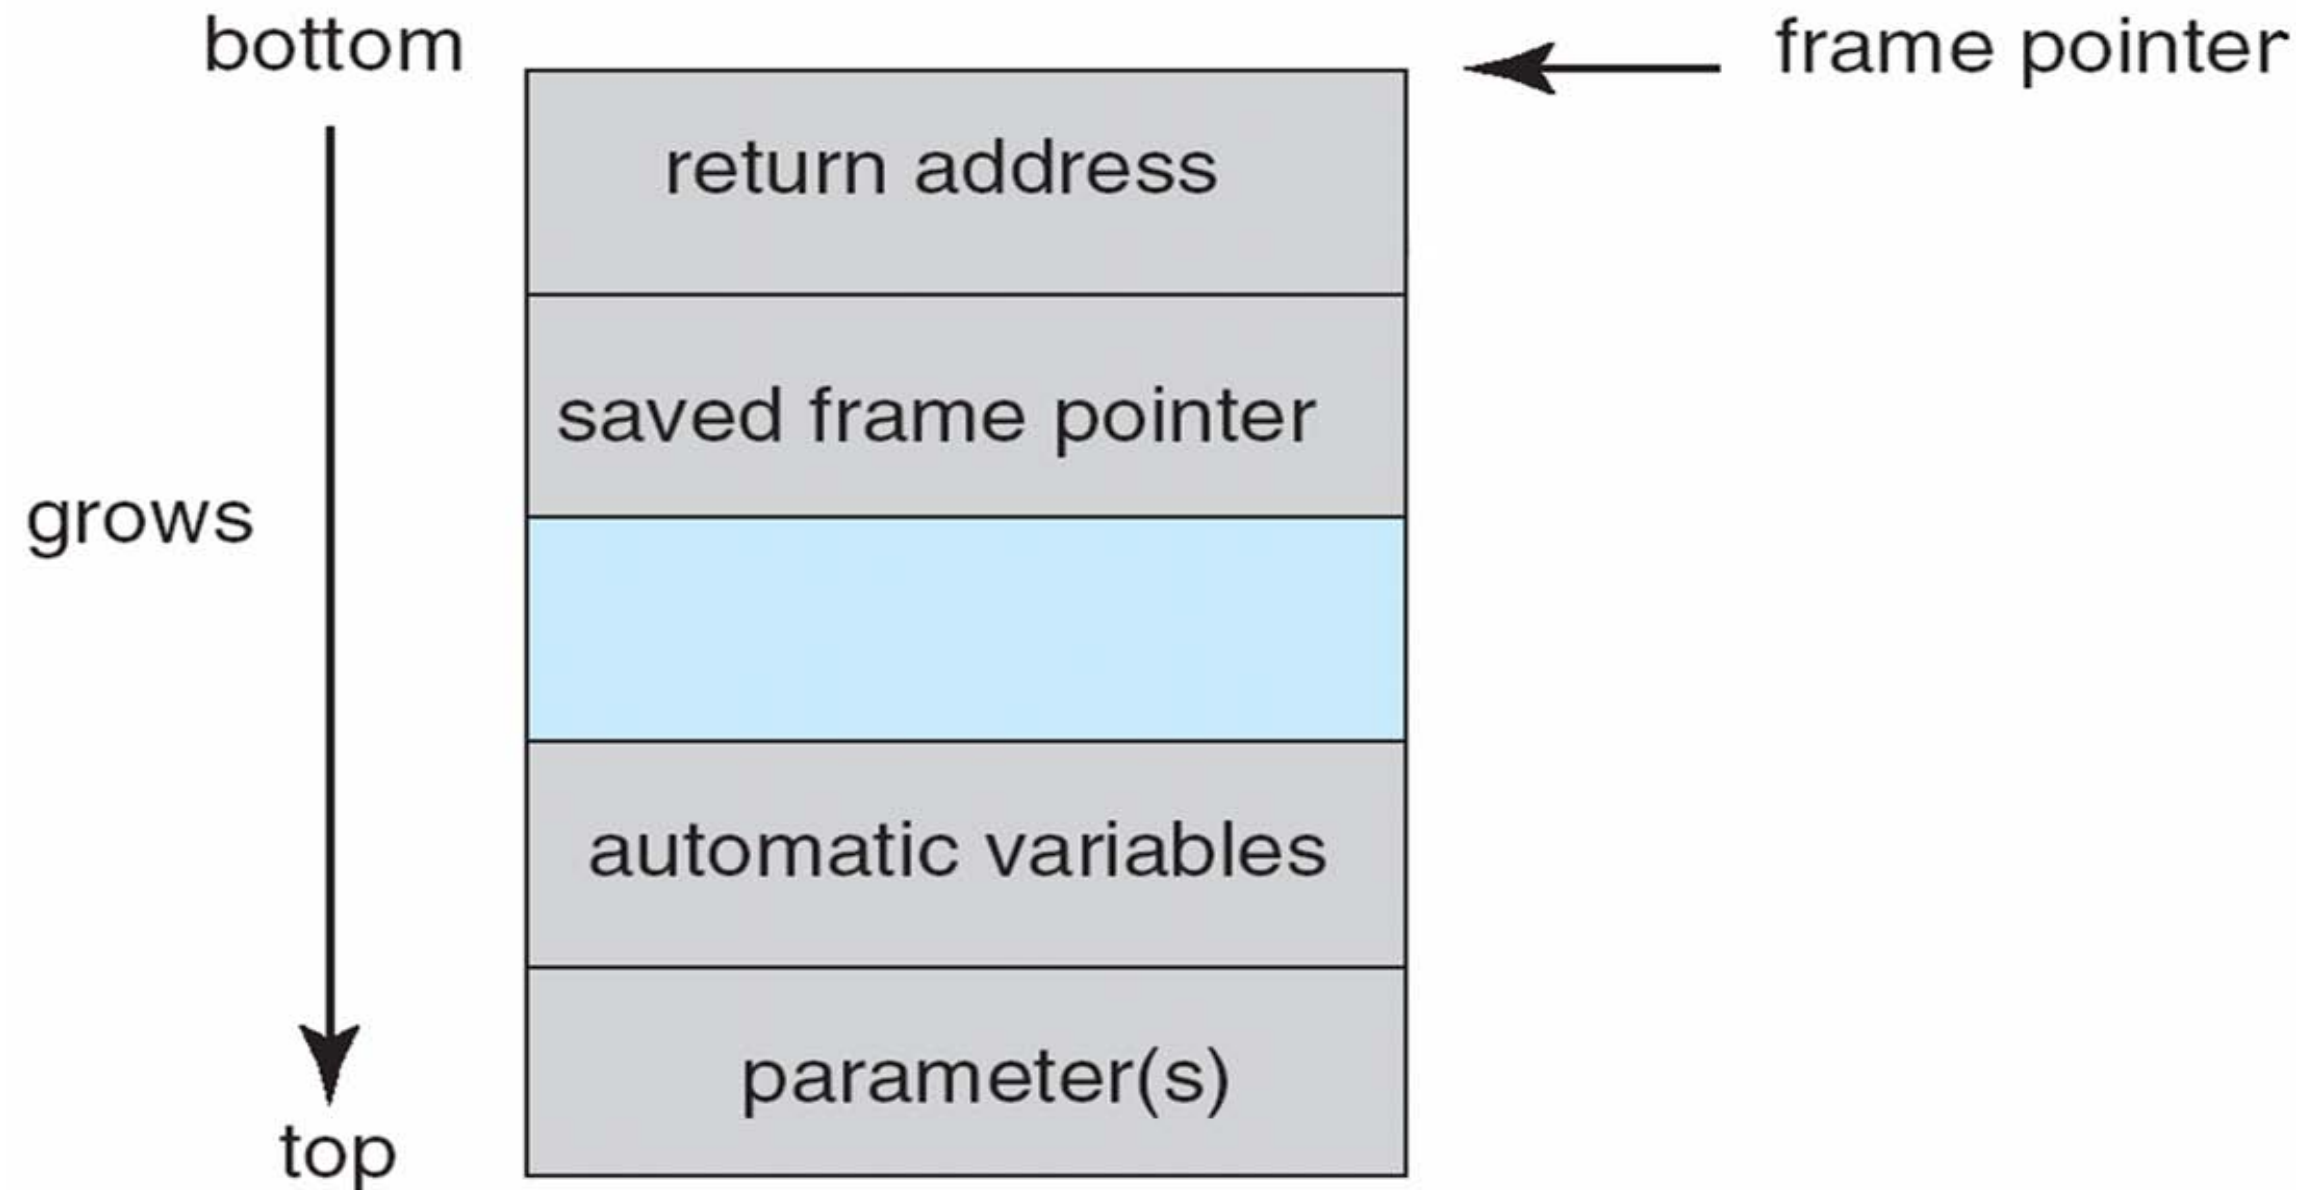 bottom
frame pointer
return address
saved frame pointer
grows
automatic variables
parameter(s)
top